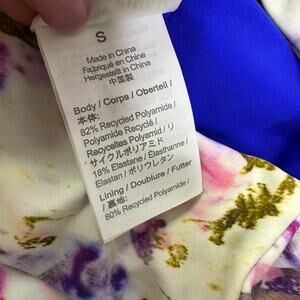 S
Made in China
Fabriqué en Chine
Hergestellt in China
中国製
Body / Corps / Oberteil /
本体:
82% Recycled Polyamide /
Polyamide Recyclé /
Recyceltes Polyamid / リ
サイクルポリアミド
18% Elastane / Élasthanne /
Elastan / ポリウレタン
Lining / Doublure / Futter
/ 裏地:
80% Recycled Polyamide /